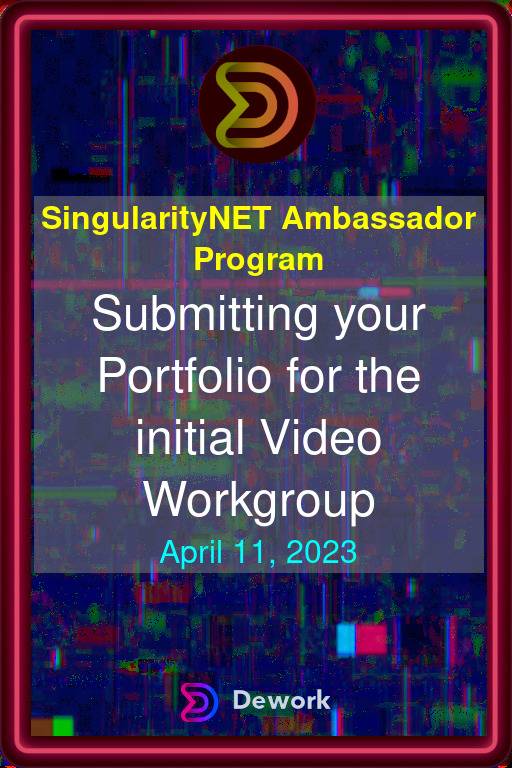 SingularityNET Ambassador
Program
Submitting your
Portfolio for the
initial Video
Workgroup
April 11, 2023
Dework